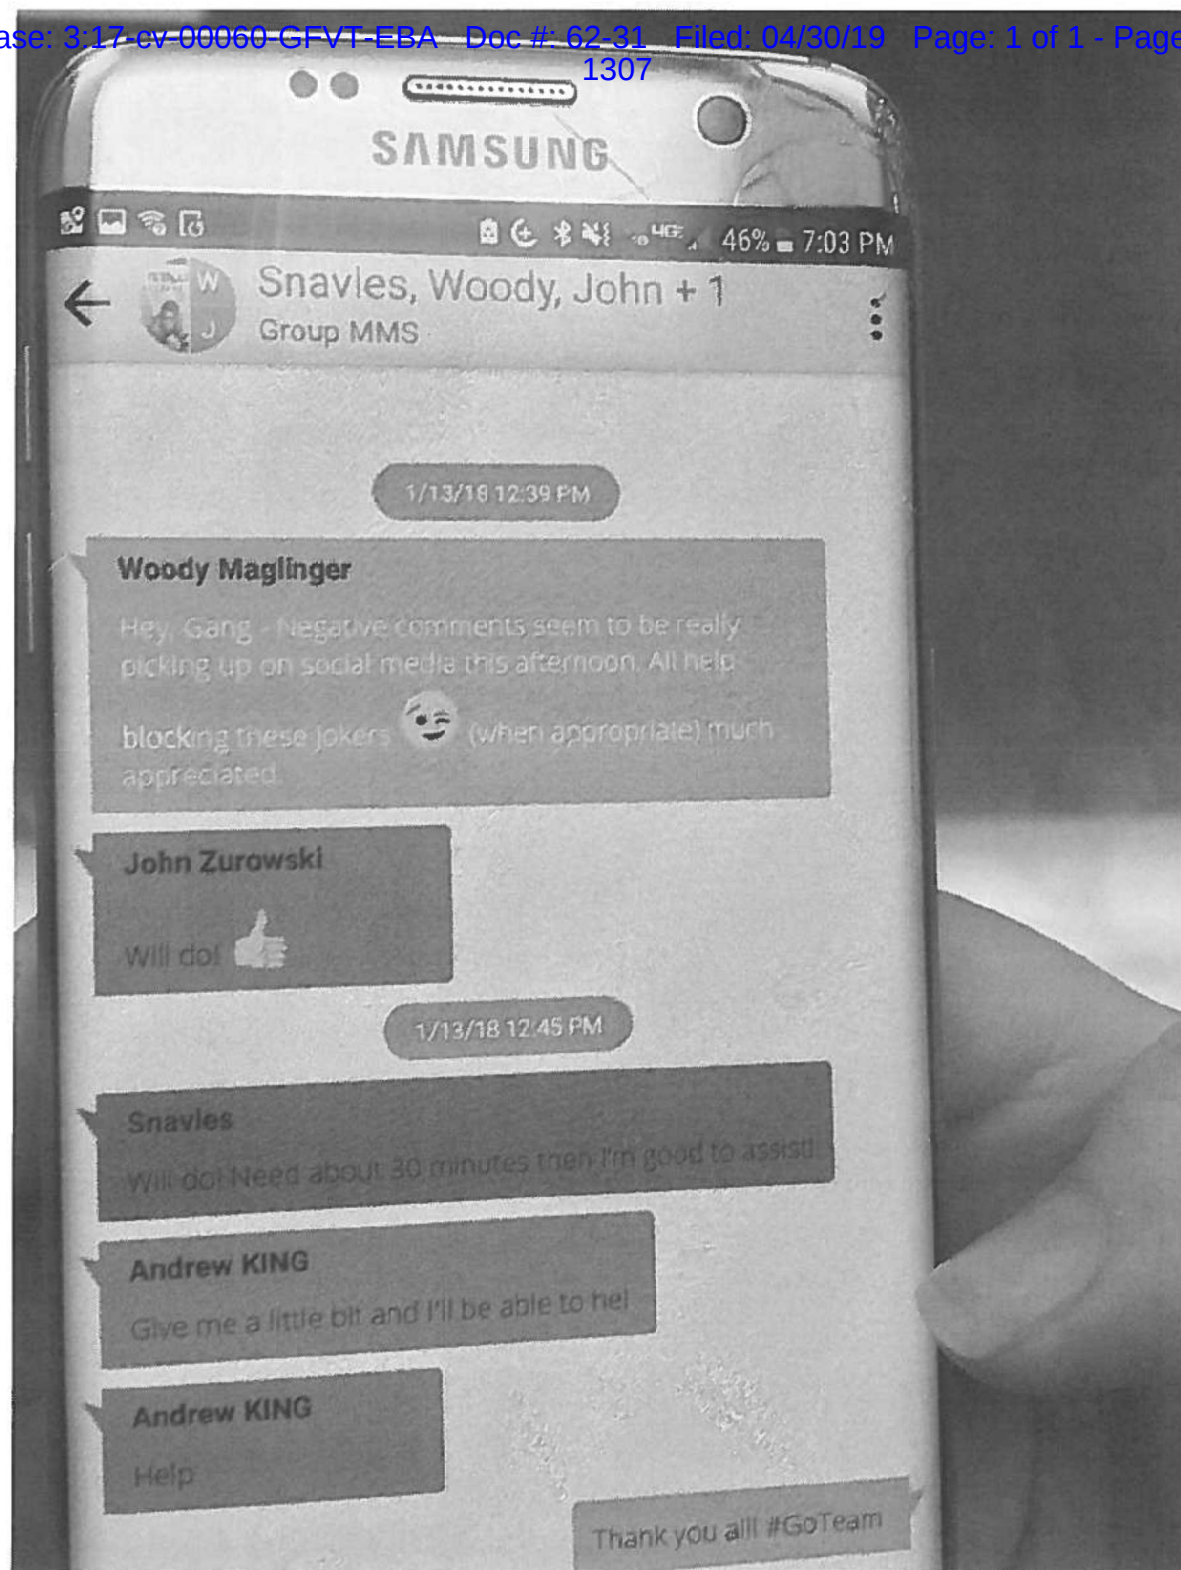 ase: 3:17-cv-00060-GFVT-EBA Doc #: 62-31 Filed: 04/30/19 Page: 1 of 1 - Page
1307
SAMSUNG
4GE 46% 7:03 PM
Snavles, Woody, John + 1
Group MMS
W
J
1/13/18 12:39 PM
Woody Maglinger
Hey, Gang - Negative comments seem to be really
picking up on social media this afternoon. All help
blocking these jokers 😉 (when appropriate) much
appreciated.
John Zurowski
Will do! 👍
1/13/18 12:45 PM
Snavles
Will do! Need about 30 minutes then I'm good to assist!!
Andrew KING
Give me a little bit and I'll be able to hel
Andrew KING
Help
Thank you all! #GoTeam